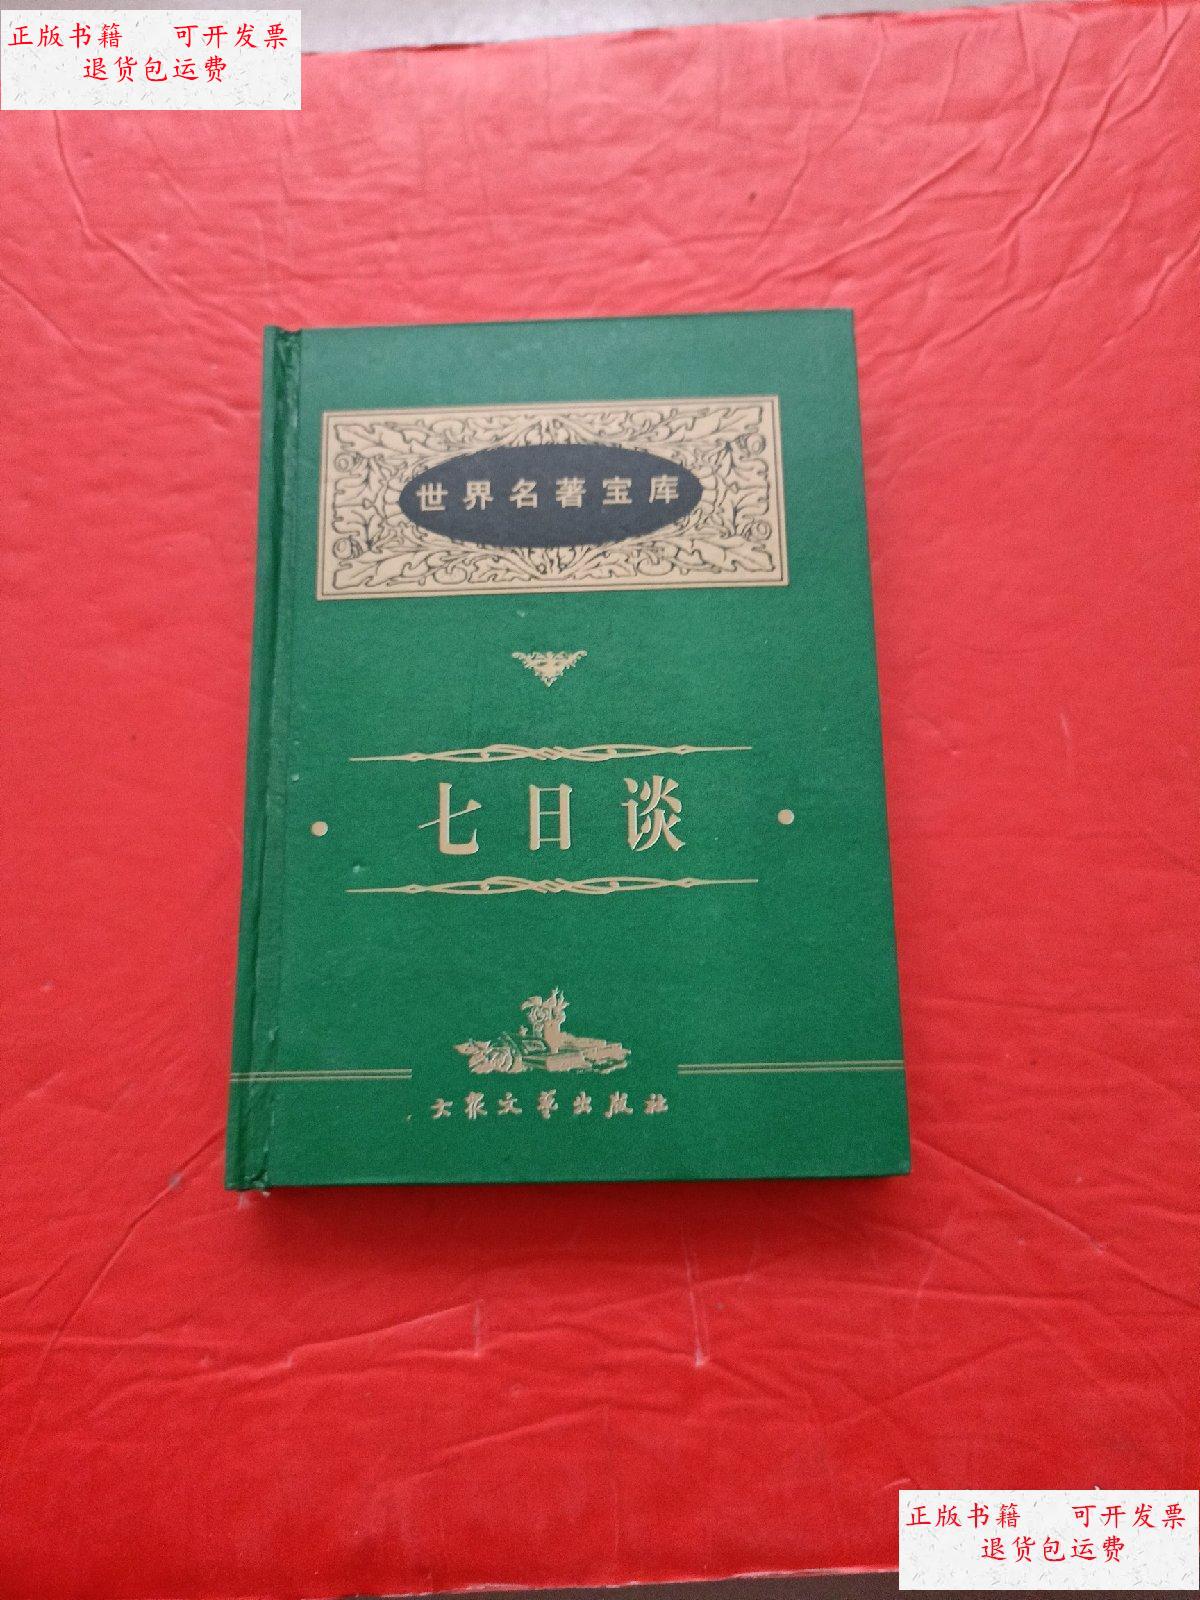 正版书籍 可开发票
退货包运费
世界名著宝库
七日谈
大众文艺出版社
正版书籍 可开发票
退货包运费